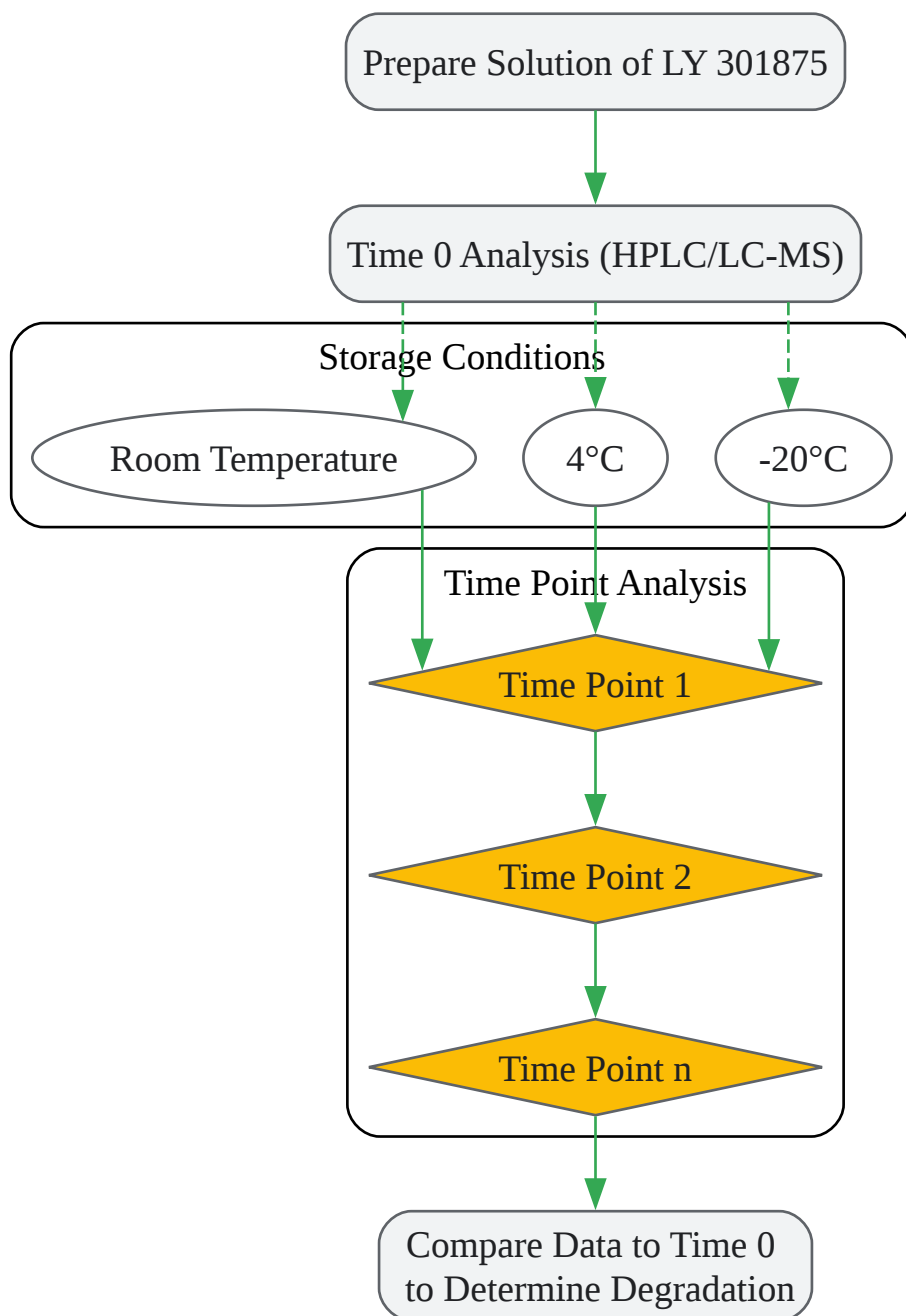 Prepare Solution of LY 301875
Time 0 Analysis (HPLC/LC-MS)
Storage Conditions
Room Temperature
4°C
-20°C
Time Point Analysis
Time Point 1
Time Point 2
Time Point n
Compare Data to Time 0
to Determine Degradation